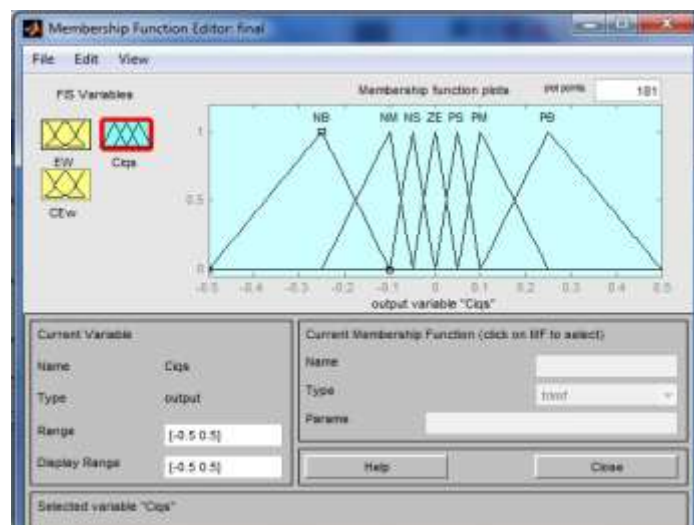 Membership Function Editor: final
File Edit View
FIS Variables
Membership function plots
plot points: 181
EW
Ciqs
CEw
NB NM NS ZE PS PM PB
1
0.5
0
-0.5 -0.4 -0.3 -0.2 -0.1 0 0.1 0.2 0.3 0.4 0.5
output variable "Ciqs"
Current Variable
Name Ciqs
Type output
Range [-0.5 0.5]
Display Range [-0.5 0.5]
Current Membership Function (click on MF to select)
Name
Type trimf
Params
Help
Close
Selected variable "Ciqs"